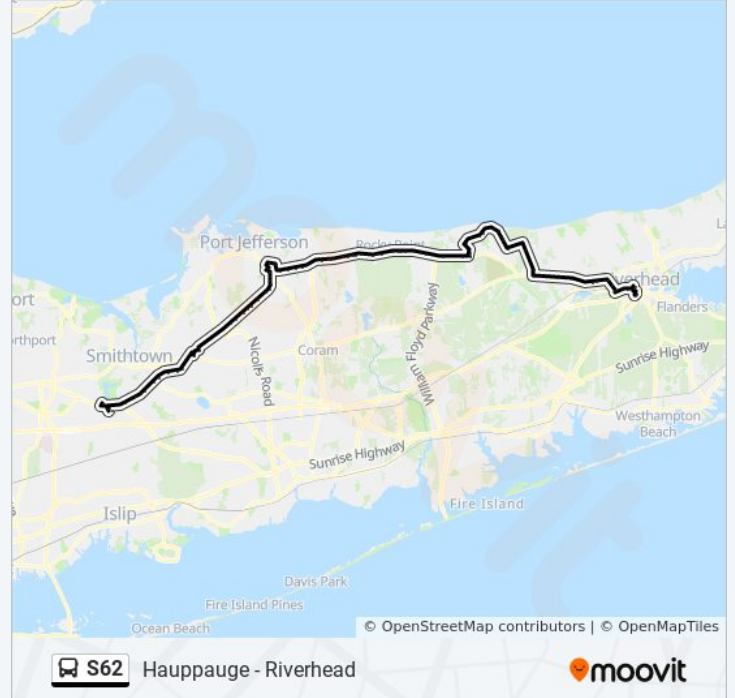 Port Jefferson
Rocky Point
La
Riverhead
Flanders
ort
orthport
Smithtown
Coram
Nicolls Road
William Floyd Parkway
Sunrise Highway
Westhampton
Beach
Sunrise Highway
Fire Island
Islip
Davis Park
Fire Island Pines
Ocean Beach
© OpenStreetMap contributors | © OpenMapTiles
S62 Hauppauge - Riverhead
moovit